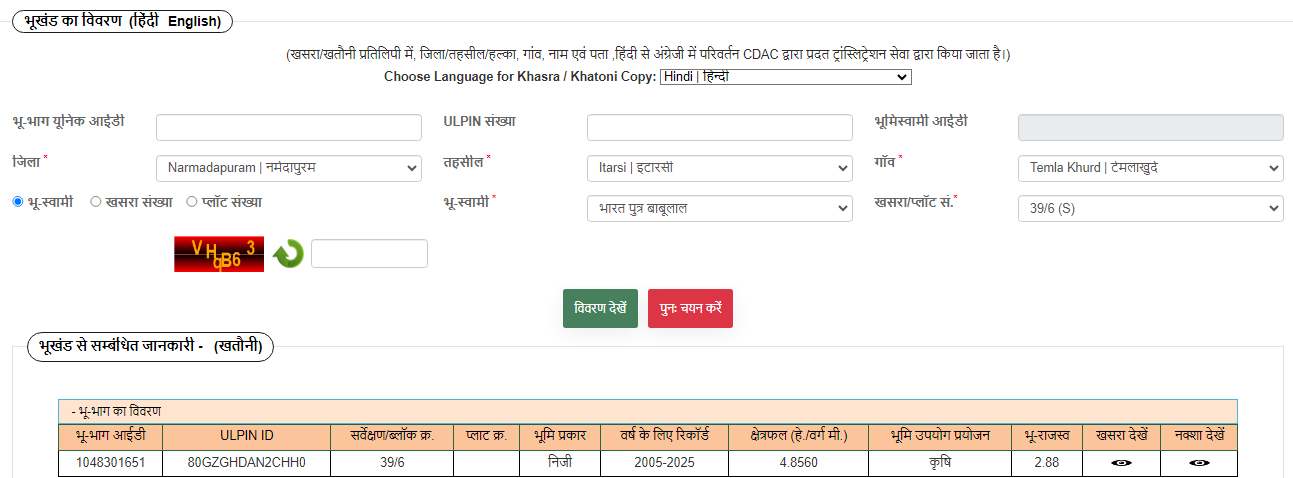 भूखंड का विवरण (हिंदी English)
(खसरा/खतौनी प्रतिलिपी में, जिला/तहसील/हल्का, गांव, नाम एवं पता ,हिंदी से अंग्रेजी में परिवर्तन CDAC द्वारा प्रदत ट्रांस्लिट्रेशन सेवा द्वारा किया जाता है।)
Choose Language for Khasra / Khatoni Copy: Hindi | हिन्दी
भू-भाग यूनिक आईडी ULPIN संख्या भूमिस्वामी आईडी
जिला * Narmadapuram | नर्मदापुरम तहसील * Itarsi | इटारसी गॉव * Temla Khurd | टेमलाखुर्द
भू-स्वामी खसरा संख्या प्लॉट संख्या भू-स्वामी * भारत पुत्र बाबूलाल खसरा/प्लॉट सं.* 39/6 (S)
VHqB6 3
विवरण देखें पुनः चयन करें
भूखंड से सम्बंधित जानकारी - (खतौनी)
- भू-भाग का विवरण
भू-भाग आईडी ULPIN ID सर्वेक्षण/ब्लॉक क्र. प्लाट क्र. भूमि प्रकार वर्ष के लिए रिकॉर्ड क्षेत्रफल (हे./वर्ग मी.) भूमि उपयोग प्रयोजन भू-राजस्व खसरा देखें नक्शा देखें
1048301651 80GZGHDAN2CHH0 39/6 निजी 2005-2025 4.8560 कृषि 2.88